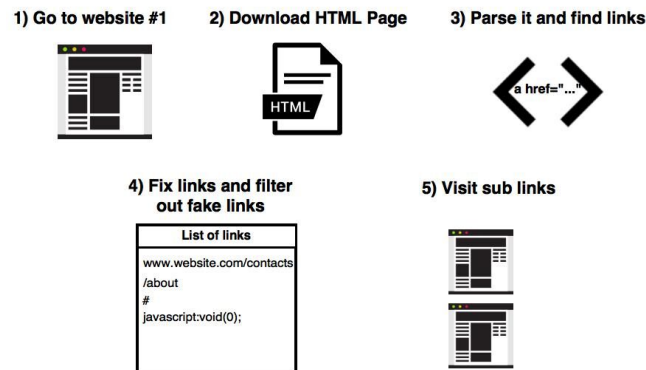 1) Go to website #1
2) Download HTML Page
3) Parse it and find links
HTML
a href="..."
4) Fix links and filter
out fake links
List of links
www.website.com/contacts
/about
#
javascript:void(0);
5) Visit sub links